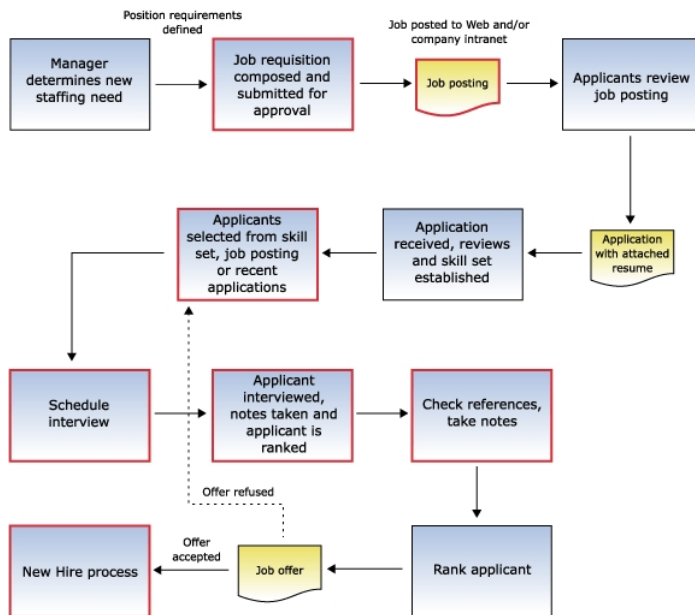 Position requirements
defined
Job posted to Web and/or
company intranet
Manager
determines new
staffing need
Job requisition
composed and
submitted for
approval
Job posting
Applicants review
job posting
Applicants
selected from skill
set, job posting
or recent
applications
Application
received, reviews
and skill set
established
Application
with attached
resume
Schedule
interview
Applicant
interviewed,
notes taken and
applicant is
ranked
Check references,
take notes
Offer refused
New Hire process
Offer
accepted
Job offer
Rank applicant